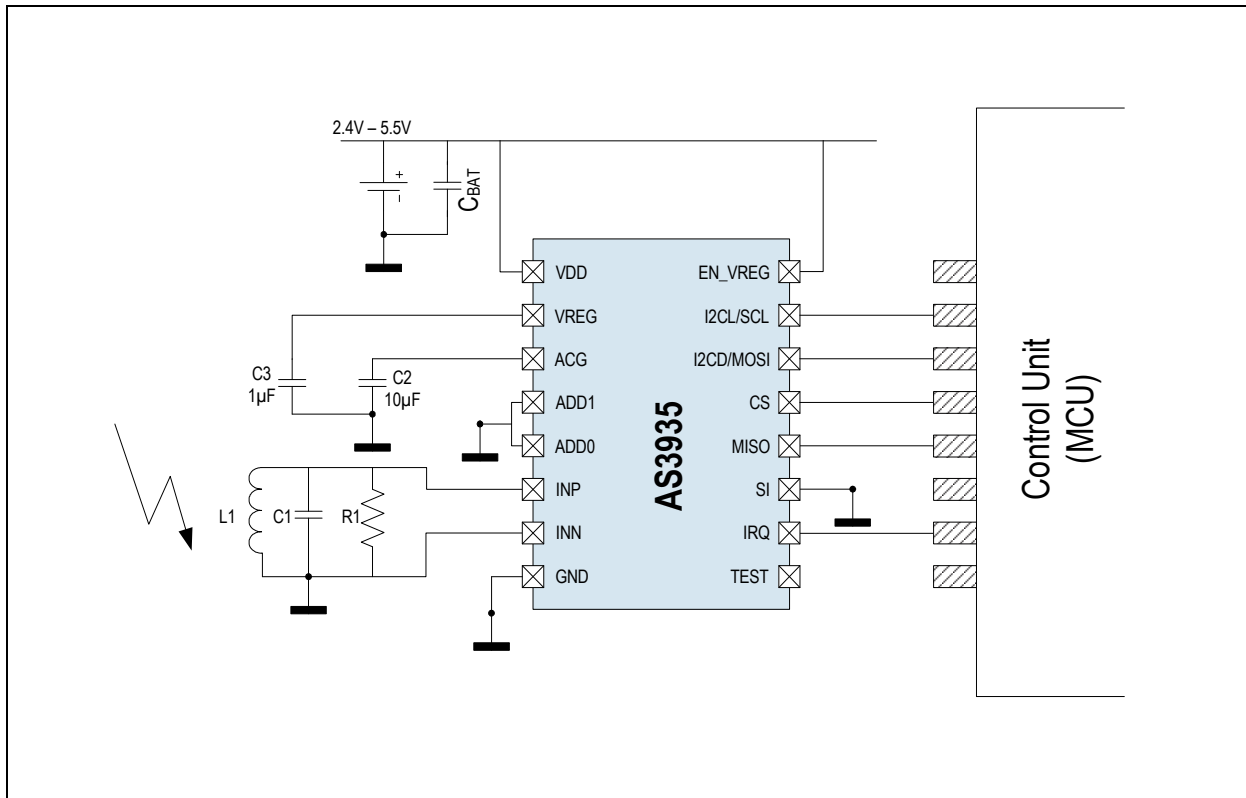 2.4V – 5.5V
+
-
CBAT
VDD
VREG
ACG
ADD1
ADD0
INP
INN
GND
AS3935
EN_VREG
I2CL/SCL
I2CD/MOSI
CS
MISO
SI
IRQ
TEST
C3
1µF
C2
10µF
L1
C1
R1
Control Unit
(MCU)